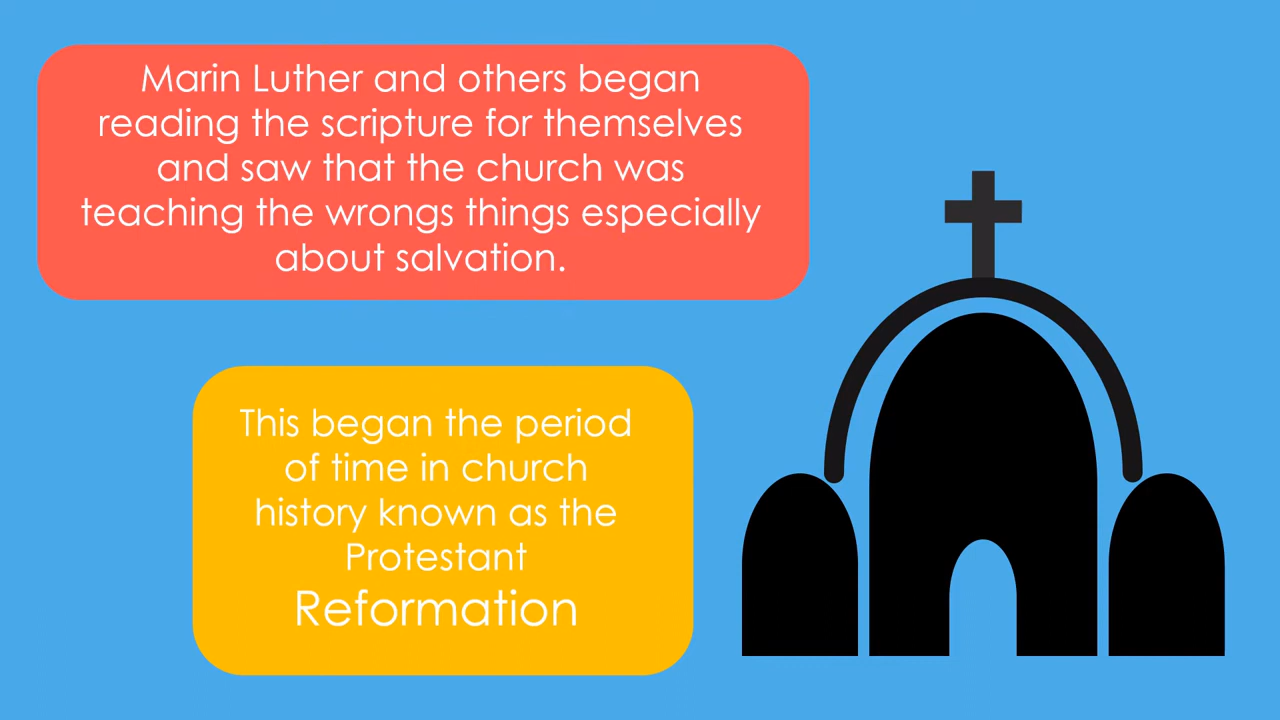 Marin Luther and others began
reading the scripture for themselves
and saw that the church was
teaching the wrongs things especially
about salvation.
This began the period
of time in church
history known as the
Protestant
Reformation